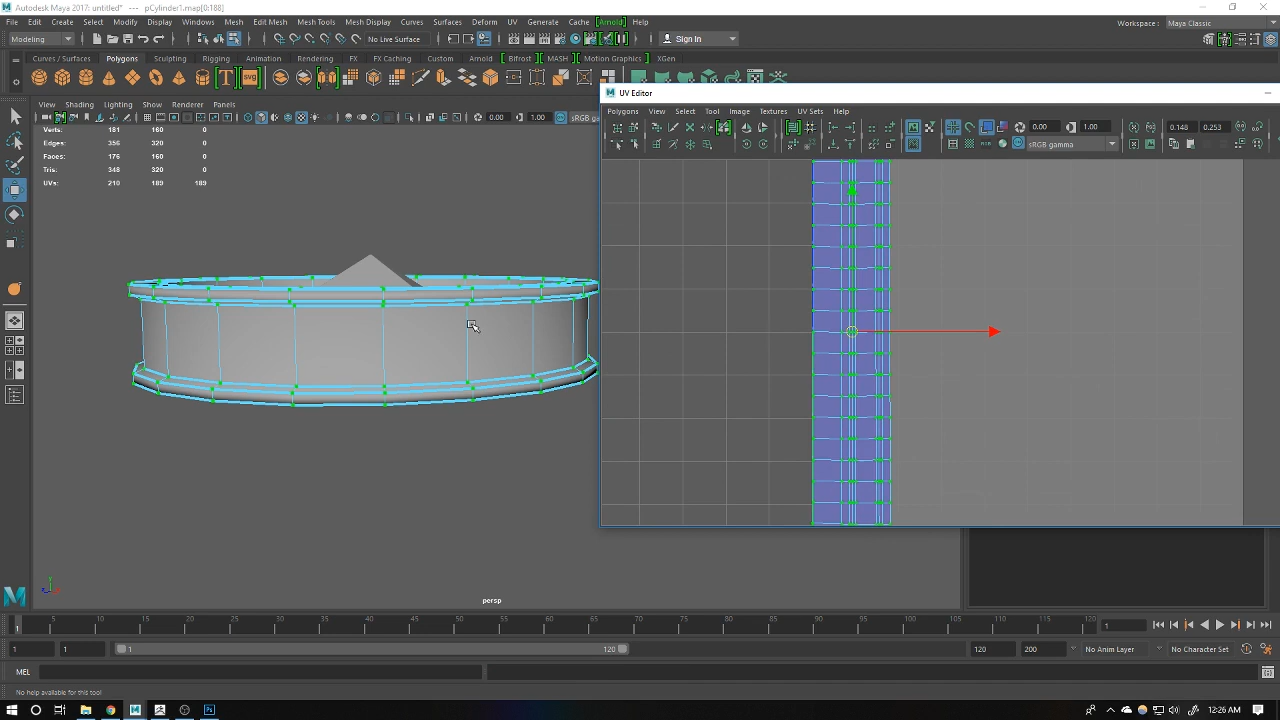 Autodesk Maya 2017: untitled* --- pCylinder1.map[0:188]
File Edit Create Select Modify Display Windows Mesh Edit Mesh Mesh Tools Mesh Display Curves Surfaces Deform UV Generate Cache [Arnold] Help
Workspace: Maya Classic
Modeling
No Live Surface
Sign In
Curves / Surfaces Polygons Sculpting Rigging Animation Rendering FX FX Caching Custom Arnold Bifrost MASH Motion Graphics XGen
View Shading Lighting Show Renderer Panels
0.00 1.00 sRGB ga
Verts: 181 160 0
Edges: 356 320 0
Faces: 176 160 0
Tris: 348 320 0
UVs: 210 189 189
UV Editor
Polygons View Select Tool Image Textures UV Sets Help
0.00 1.00 0.148 0.253
RGB sRGB gamma
persp
1 5 10 15 20 25 30 35 40 45 50 55 60 65 70 75 80 85 90 95 100 105 110 115 120 1
1 1 1 120 120 200 No Anim Layer No Character Set
MEL
No help available for this tool
12:26 AM